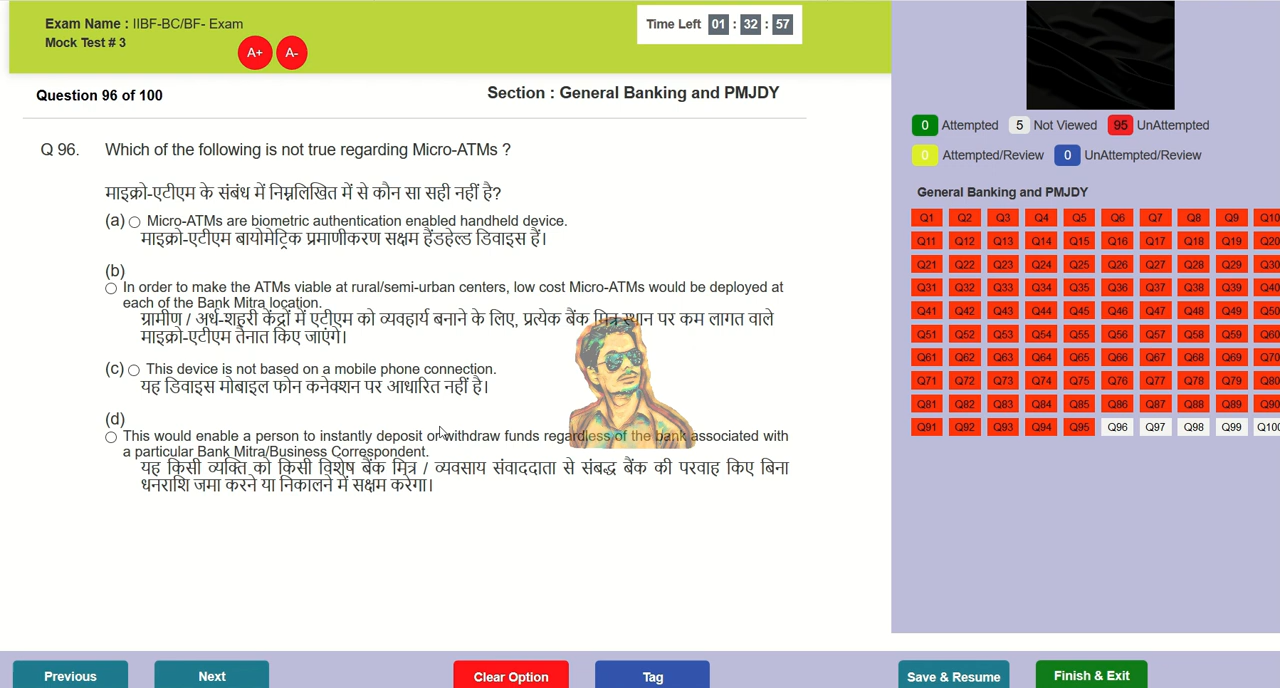 Exam Name : IIBF-BC/BF- Exam
Mock Test # 3
A+ A-
Time Left 01 : 32 : 57
Question 96 of 100
Section : General Banking and PMJDY
Q 96. Which of the following is not true regarding Micro-ATMs ?
माइक्रो-एटीएम के संबंध में निम्नलिखित में से कौन सा सही नहीं है?
(a) Micro-ATMs are biometric authentication enabled handheld device.
माइक्रो-एटीएम बायोमेट्रिक प्रमाणीकरण सक्षम हैंडहेल्ड डिवाइस हैं।
(b)
In order to make the ATMs viable at rural/semi-urban centers, low cost Micro-ATMs would be deployed at
each of the Bank Mitra location.
ग्रामीण / अर्ध-शहरी केंद्रों में एटीएम को व्यवहार्य बनाने के लिए, प्रत्येक बैंक मित्र स्थान पर कम लागत वाले
माइक्रो-एटीएम तैनात किए जाएंगे।
(c) This device is not based on a mobile phone connection.
यह डिवाइस मोबाइल फोन कनेक्शन पर आधारित नहीं है।
(d)
This would enable a person to instantly deposit or withdraw funds regardless of the bank associated with
a particular Bank Mitra/Business Correspondent.
यह किसी व्यक्ति को किसी विशेष बैंक मित्र / व्यवसाय संवाददाता से संबद्ध बैंक की परवाह किए बिना
धनराशि जमा करने या निकालने में सक्षम करेगा।
0 Attempted 5 Not Viewed 95 UnAttempted
0 Attempted/Review 0 UnAttempted/Review
General Banking and PMJDY
Q1 Q2 Q3 Q4 Q5 Q6 Q7 Q8 Q9 Q10
Q11 Q12 Q13 Q14 Q15 Q16 Q17 Q18 Q19 Q20
Q21 Q22 Q23 Q24 Q25 Q26 Q27 Q28 Q29 Q30
Q31 Q32 Q33 Q34 Q35 Q36 Q37 Q38 Q39 Q40
Q41 Q42 Q43 Q44 Q45 Q46 Q47 Q48 Q49 Q50
Q51 Q52 Q53 Q54 Q55 Q56 Q57 Q58 Q59 Q60
Q61 Q62 Q63 Q64 Q65 Q66 Q67 Q68 Q69 Q70
Q71 Q72 Q73 Q74 Q75 Q76 Q77 Q78 Q79 Q80
Q81 Q82 Q83 Q84 Q85 Q86 Q87 Q88 Q89 Q90
Q91 Q92 Q93 Q94 Q95 Q96 Q97 Q98 Q99 Q100
Previous Next Clear Option Tag Save & Resume Finish & Exit